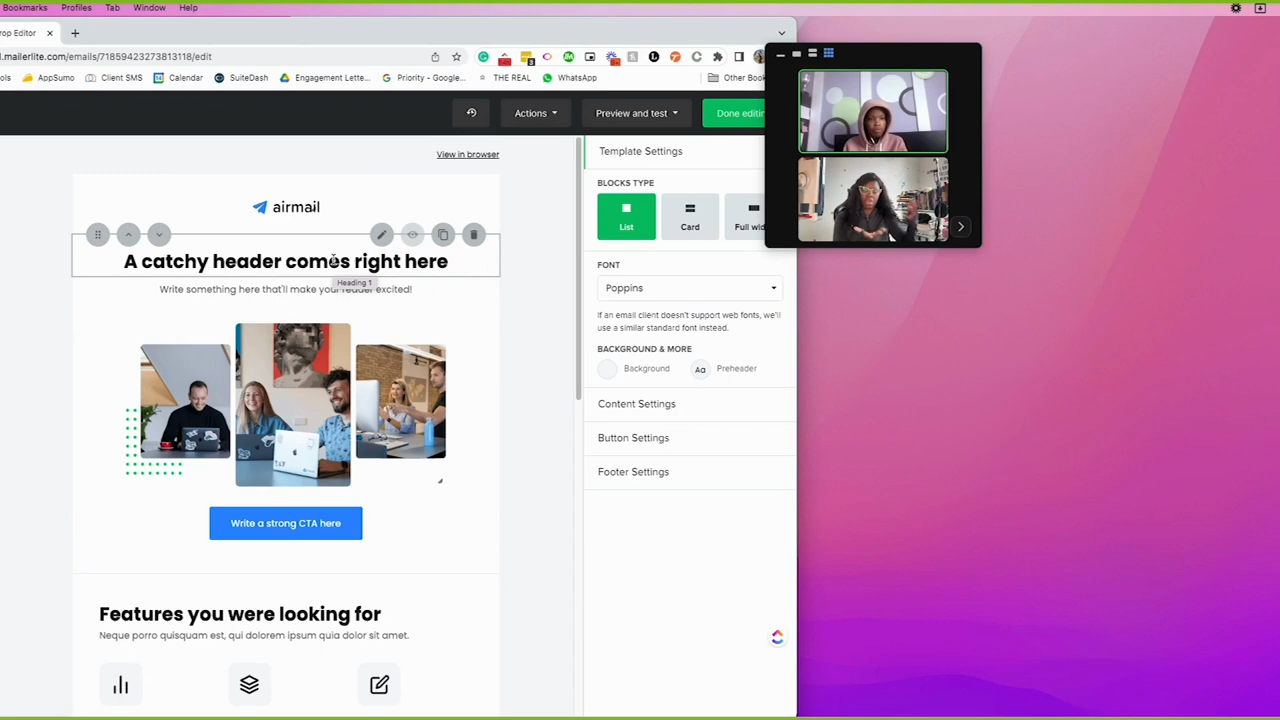 Bookmarks Profiles Tab Window Help
rop Editor
.mailerlite.com/emails/71859423273813118/edit
ols AppSumo Client SMS Calendar SuiteDash Engagement Lette... Priority - Google... THE REAL WhatsApp Other Book
Actions Preview and test Done editin
View in browser
airmail
A catchy header comes right here
Heading 1
Write something here that'll make your reader excited!
Write a strong CTA here
Features you were looking for
Neque porro quisquam est, qui dolorem ipsum quia dolor sit amet.
Template Settings
BLOCKS TYPE
List Card Full wid
FONT
Poppins
If an email client doesn't support web fonts, we'll
use a similar standard font instead.
BACKGROUND & MORE
Background Aa Preheader
Content Settings
Button Settings
Footer Settings